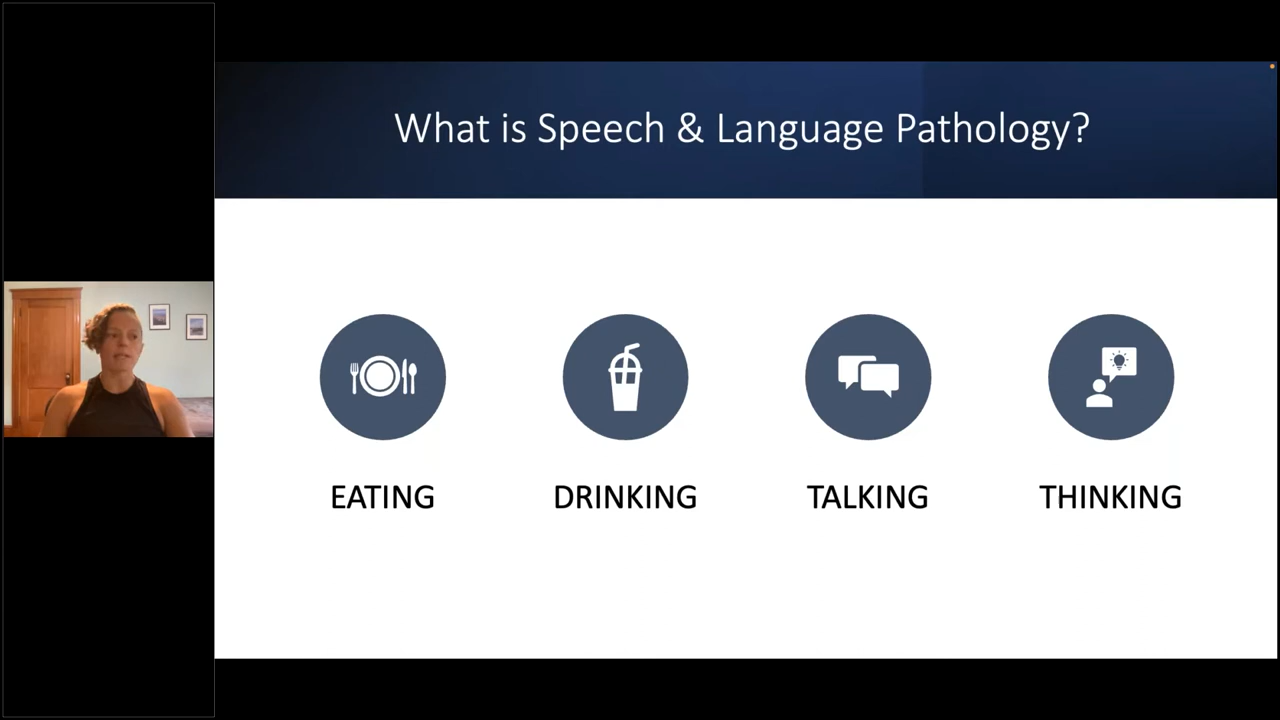 What is Speech & Language Pathology?
EATING
DRINKING
TALKING
THINKING